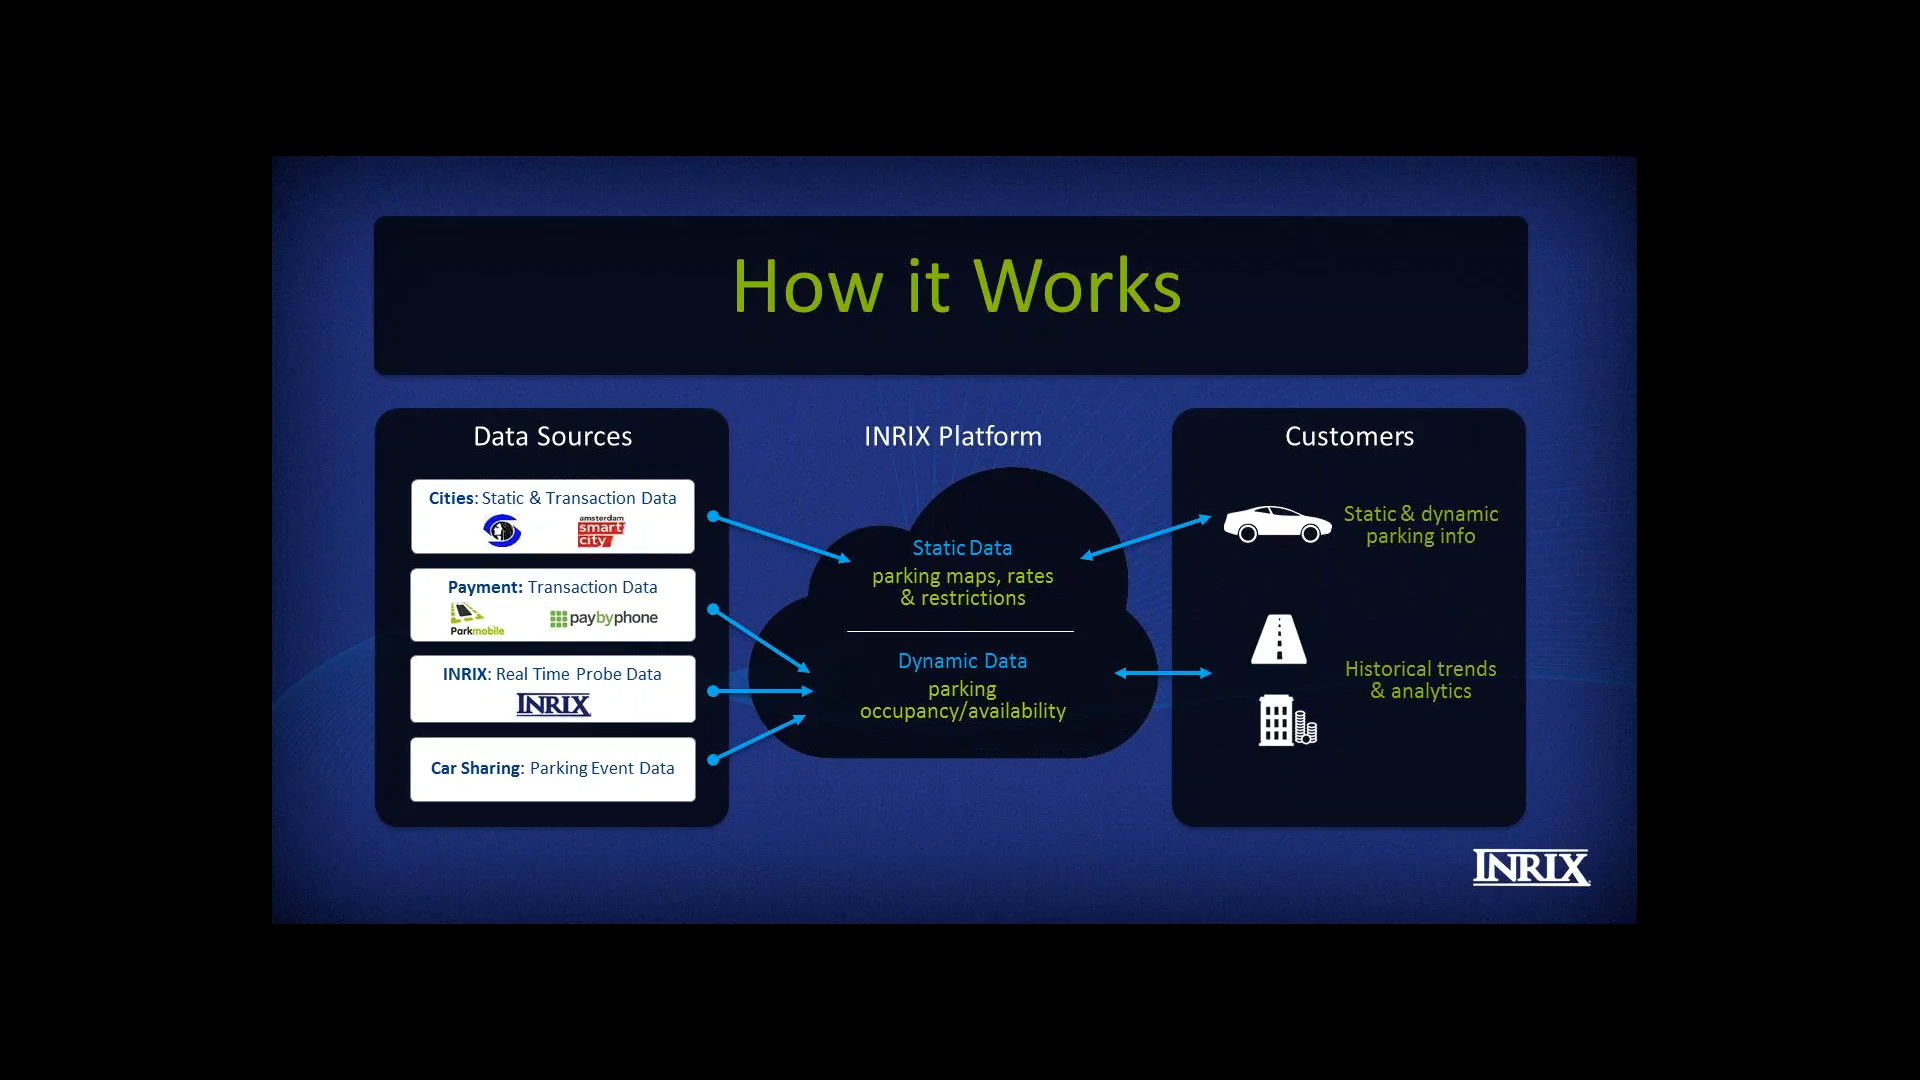 How it Works
Data Sources
Cities: Static & Transaction Data
amsterdam
smart
city
Payment: Transaction Data
Parkmobile
paybyphone
INRIX: Real Time Probe Data
INRIX
Car Sharing: Parking Event Data
INRIX Platform
Static Data
parking maps, rates
& restrictions
Dynamic Data
parking
occupancy/availability
Customers
Static & dynamic
parking info
Historical trends
& analytics
INRIX